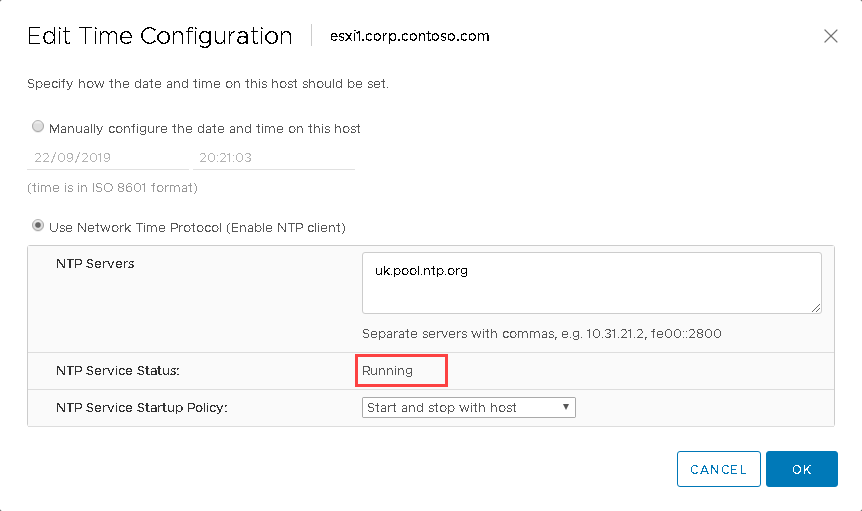 Edit Time Configuration esxi1.corp.contoso.com
Specify how the date and time on this host should be set.
Manually configure the date and time on this host
22/09/2019 20:21:03
(time is in ISO 8601 format)
Use Network Time Protocol (Enable NTP client)
NTP Servers uk.pool.ntp.org
Separate servers with commas, e.g. 10.31.21.2, fe00::2800
NTP Service Status: Running
NTP Service Startup Policy: Start and stop with host
CANCEL OK